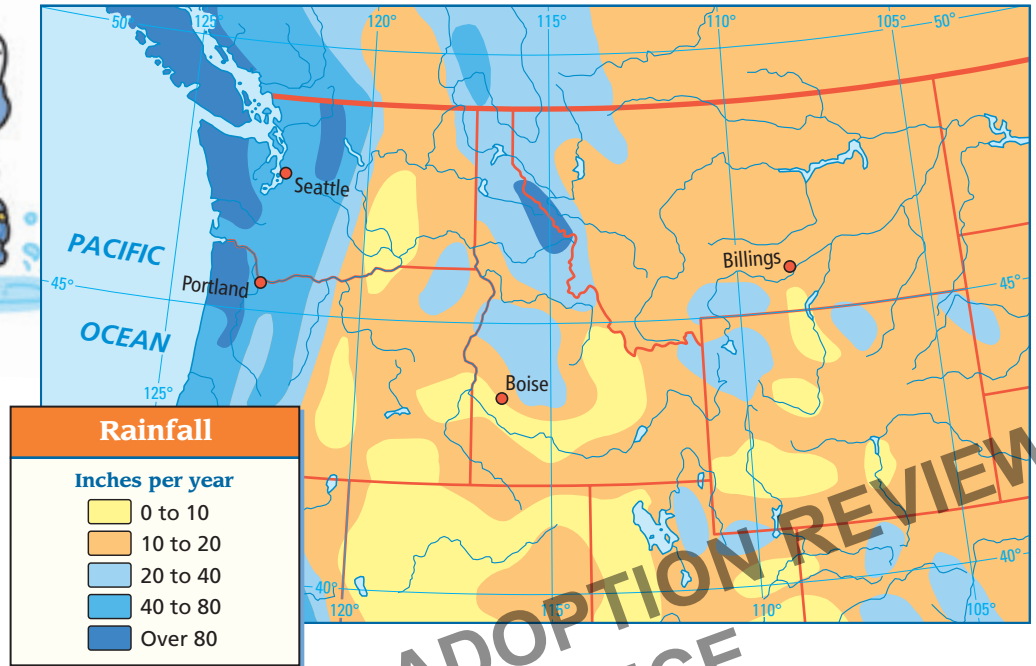 50°
125°
120°
115°
110°
105°
50°
Seattle
PACIFIC
OCEAN
Portland
Billings
45°
45°
Boise
125°
Rainfall
Inches per year
0 to 10
10 to 20
20 to 40
40 to 80
Over 80
40°
120°
115°
110°
105°
40°
ADOPTION REVIEW